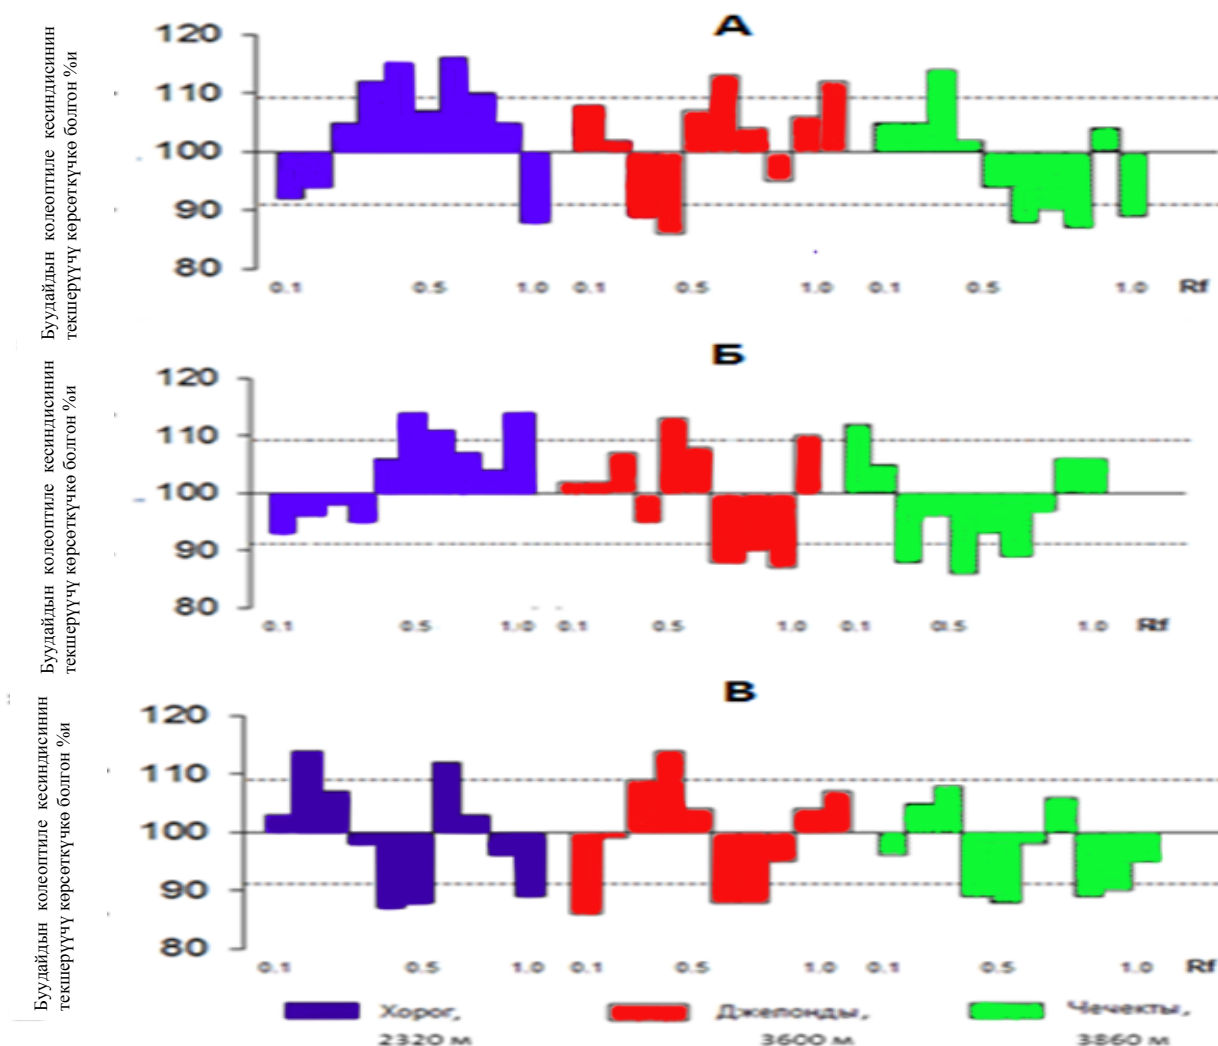 А
Буудайдын колеоптиле кесиндисинин
текшерүүчү көрсөткүчкө болгон %и
120
110
100
90
80
0.1 0.5 1.0 0.1 0.5 1.0 0.1 0.5 1.0 Rf
Б
Буудайдын колеоптиле кесиндисинин
текшерүүчү көрсөткүчкө болгон %и
120
110
100
90
80
0.1 0.5 1.0 0.1 0.5 1.0 0.1 0.5 1.0 Rf
В
Буудайдын колеоптиле кесиндисинин
текшерүүчү көрсөткүчкө болгон %и
120
110
100
90
80
0.1 0.5 1.0 0.1 0.5 1.0 0.1 0.5 1.0 Rf
Хорог, Джелонды, Чечекты,
2320 м 3600 м 3860 м